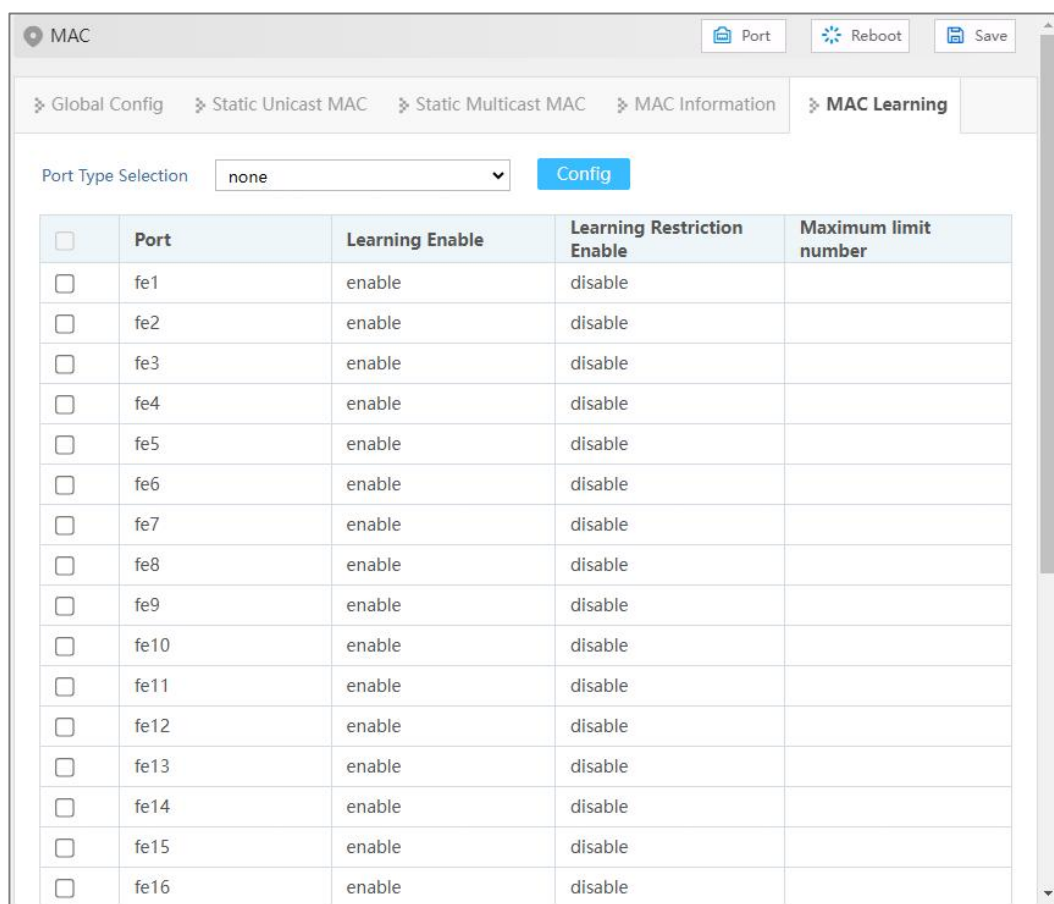 MAC Port Reboot Save
Global Config Static Unicast MAC Static Multicast MAC MAC Information MAC Learning
Port Type Selection none Config
Port Learning Enable Learning Restriction Enable Maximum limit number
fe1 enable disable
fe2 enable disable
fe3 enable disable
fe4 enable disable
fe5 enable disable
fe6 enable disable
fe7 enable disable
fe8 enable disable
fe9 enable disable
fe10 enable disable
fe11 enable disable
fe12 enable disable
fe13 enable disable
fe14 enable disable
fe15 enable disable
fe16 enable disable